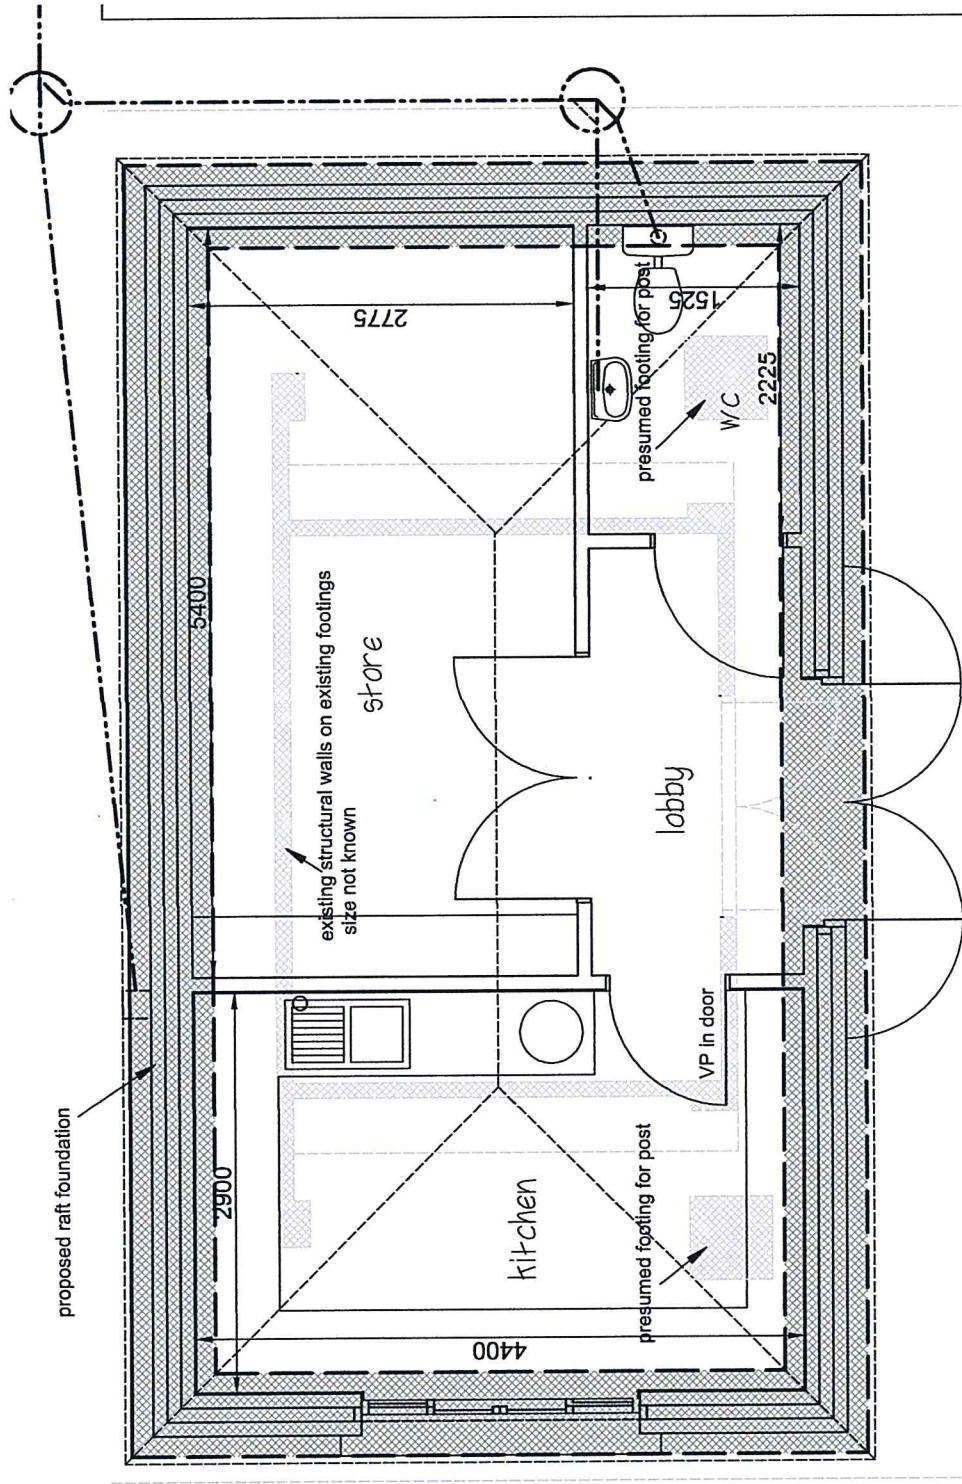 proposed raft foundation
2900
5400
4400
2775
1525
2225
existing structural walls on existing footings
size not known
store
kitchen
lobby
W/C
VP in door
presumed footing for post
presumed footing for post